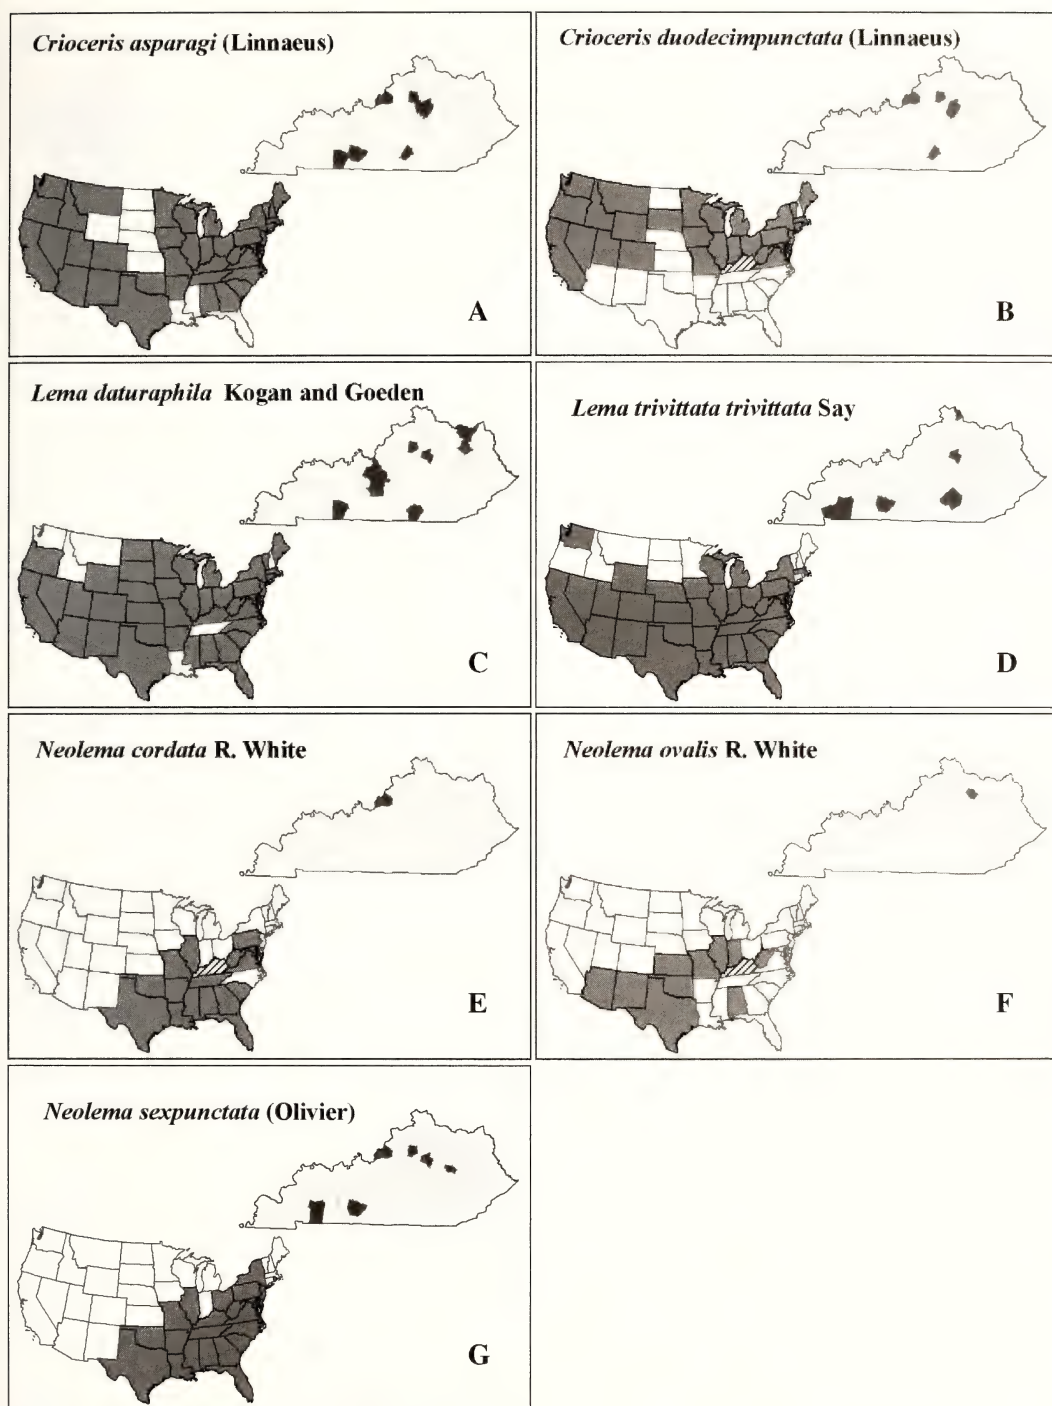 Crioceris asparagi (Linnaeus)
A
Crioceris duodecimpunctata (Linnaeus)
B
Lema daturaphila Kogan and Goeden
C
Lema trivittata trivittata Say
D
Neolema cordata R. White
E
Neolema ovalis R. White
F
Neolema sexpunctata (Olivier)
G